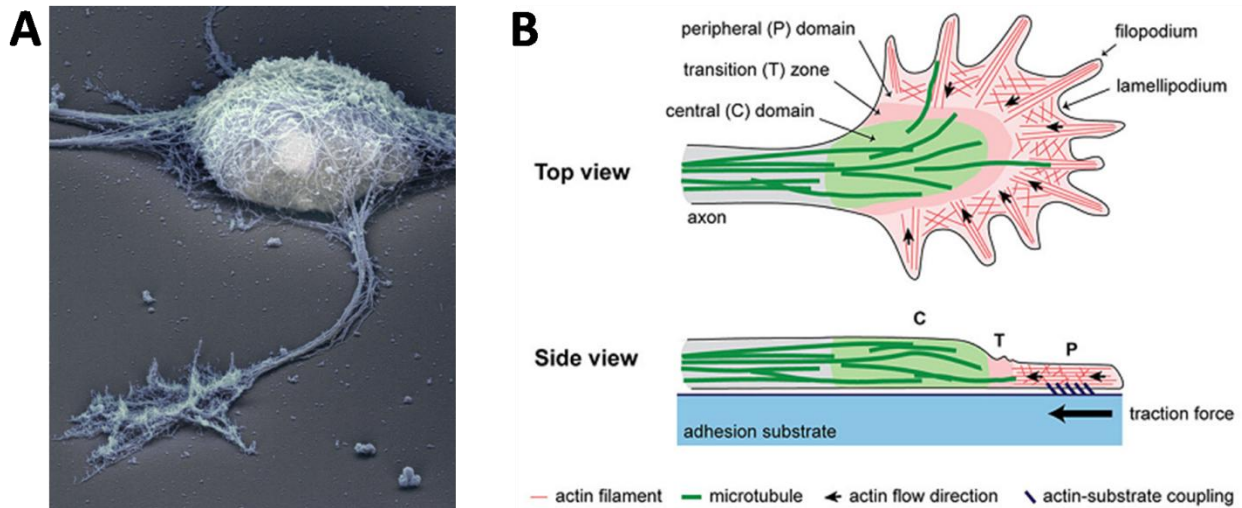 A
B
peripheral (P) domain
transition (T) zone
central (C) domain
filopodium
lamellipodium
Top view
axon
C
T
P
Side view
traction force
adhesion substrate
actin filament
microtubule
actin flow direction
actin-substrate coupling